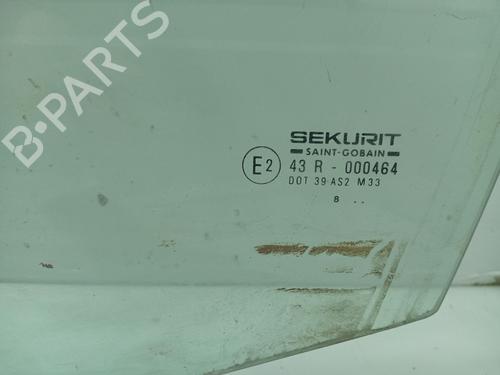 B-PARTS
SEKURIT
SAINT-GOBAIN
E2 43 R - 000464
DOT 39 AS2 M33
8 ..